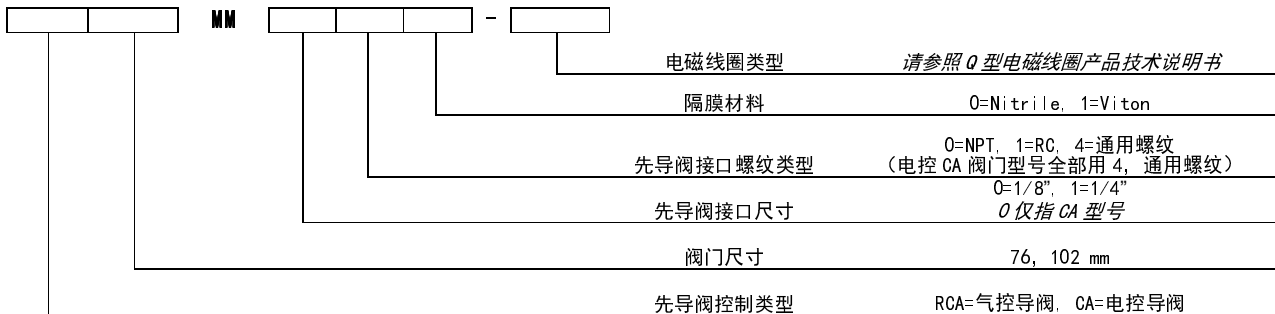 MM -
电磁线圈类型 请参照 Q 型电磁线圈产品技术说明书
隔膜材料 0=Nitrile, 1=Viton
0=NPT, 1=RC, 4=通用螺纹
先导阀接口螺纹类型 （电控 CA 阀门型号全部用 4, 通用螺纹）
0=1/8", 1=1/4"
先导阀接口尺寸 0 仅指 CA 型号
阀门尺寸 76, 102 mm
先导阀控制类型 RCA=气控导阀, CA=电控导阀